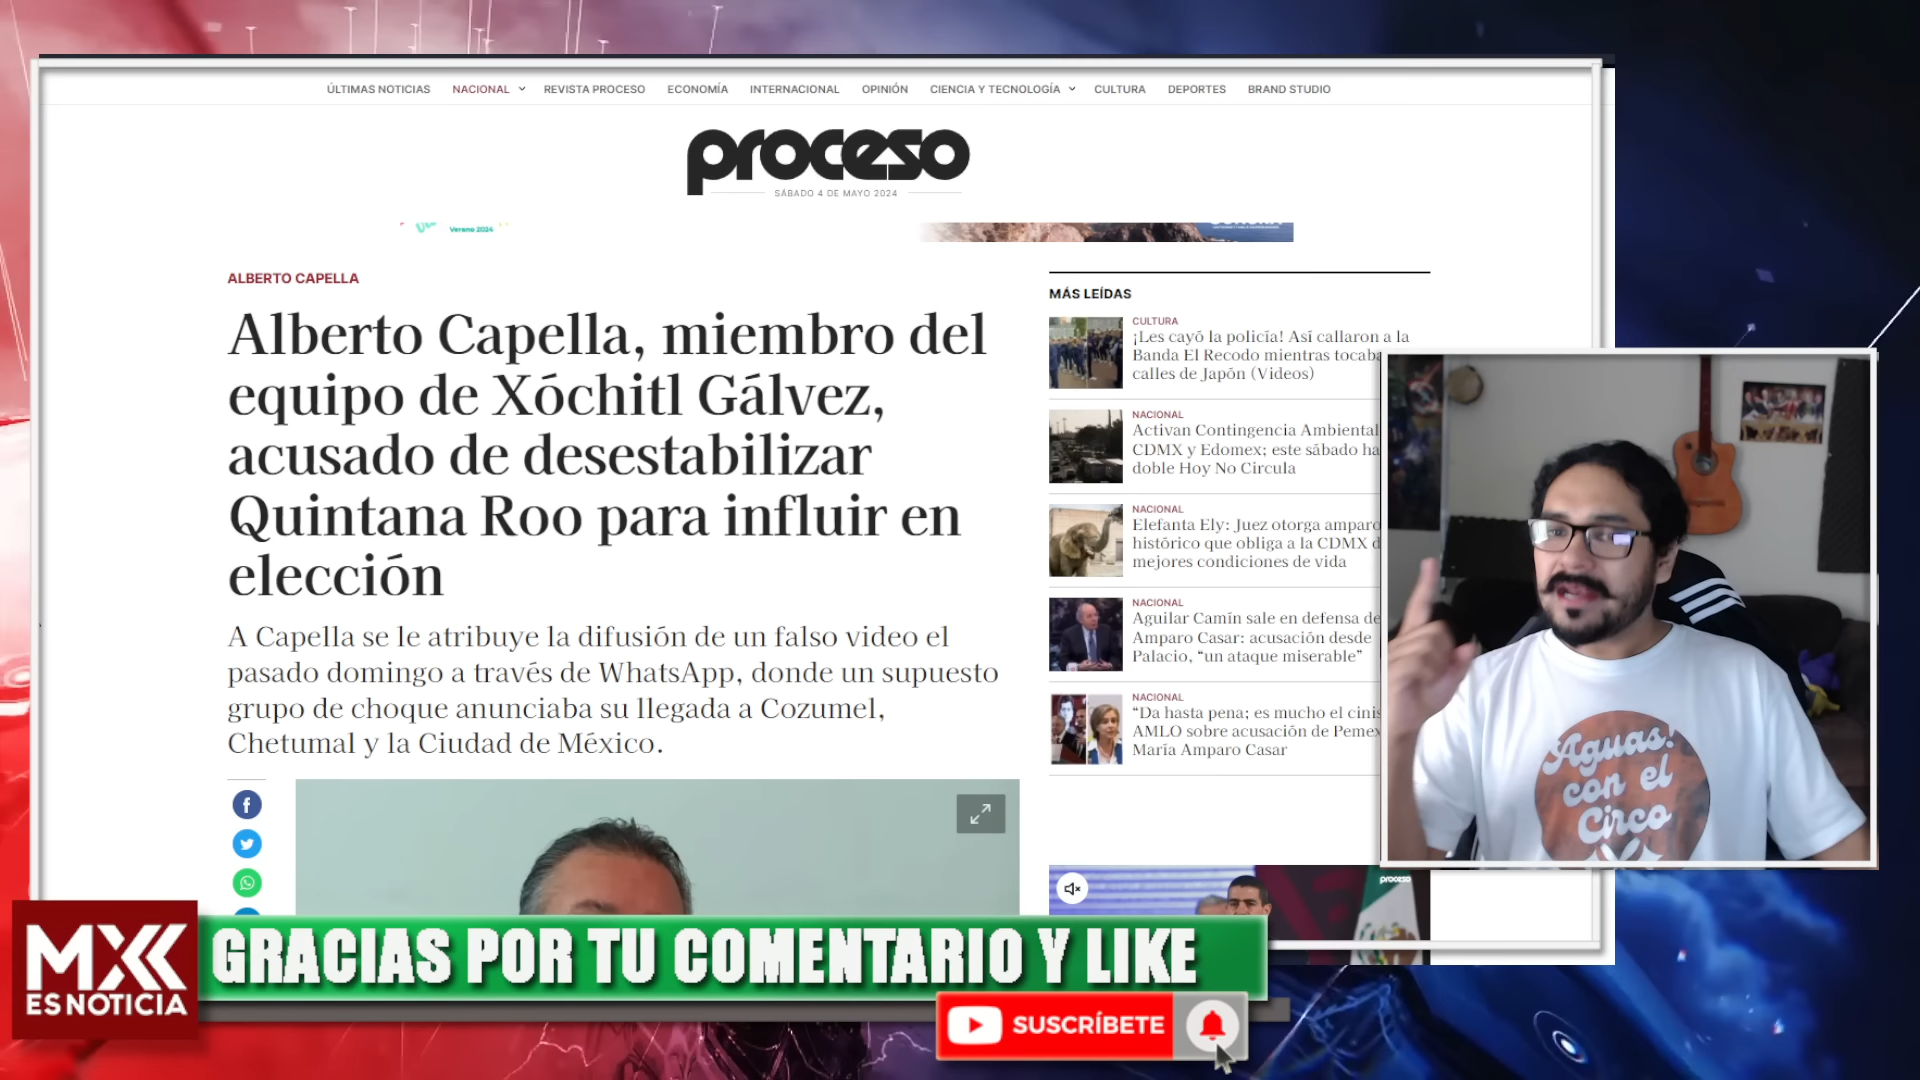 ÚLTIMAS NOTICIAS NACIONAL REVISTA PROCESO ECONOMÍA INTERNACIONAL OPINIÓN CIENCIA Y TECNOLOGÍA CULTURA DEPORTES BRAND STUDIO
proceso
SÁBADO 4 DE MAYO 2024
Verano 2024
ALBERTO CAPELLA
Alberto Capella, miembro del
equipo de Xóchitl Gálvez,
acusado de desestabilizar
Quintana Roo para influir en
elección
A Capella se le atribuye la difusión de un falso video el
pasado domingo a través de WhatsApp, donde un supuesto
grupo de choque anunciaba su llegada a Cozumel,
Chetumal y la Ciudad de México.
MÁS LEÍDAS
CULTURA
¡Les cayó la policía! Así callaron a la
Banda El Recodo mientras tocaba
calles de Japón (Videos)
NACIONAL
Activan Contingencia Ambiental
CDMX y Edomex; este sábado ha
doble Hoy No Circula
NACIONAL
Elefanta Ely: Juez otorga amparo
histórico que obliga a la CDMX d
mejores condiciones de vida
NACIONAL
Aguilar Camín sale en defensa de
Amparo Casar: acusación desde
Palacio, “un ataque miserable”
NACIONAL
“Da hasta pena; es mucho el cinis
AMLO sobre acusación de Pemex
María Amparo Casar
proceso
Aguas!
con el
Circo
MX
ES NOTICIA
GRACIAS POR TU COMENTARIO Y LIKE
SUSCRÍBETE